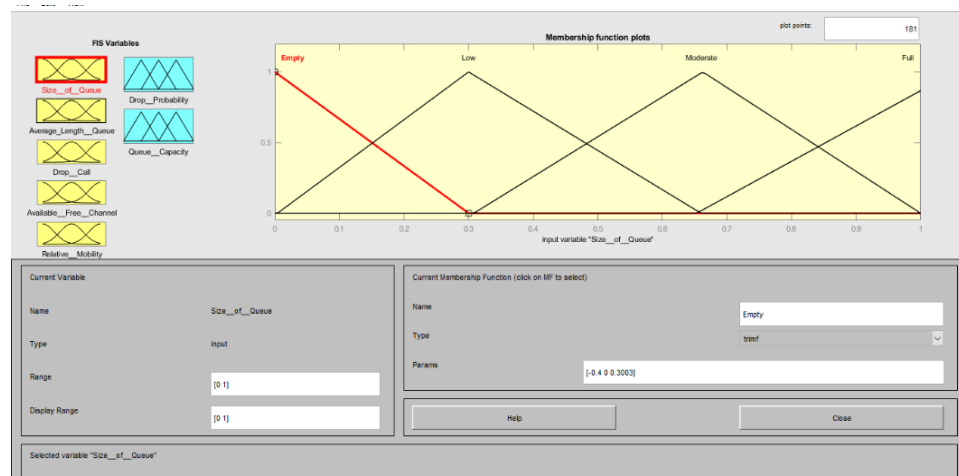 plot points: 181
FIS Variables
Membership function plots
Size__of__Queue
Average_Length__Queue
Drop__Call
Available__Free__Channel
Relative__Mobility
Drop__Probability
Queue__Capacity
Empty Low Moderate Full
1
0.5
0
0 0.1 0.2 0.3 0.4 0.5 0.6 0.7 0.8 0.9 1
input variable "Size__of__Queue"
Current Variable
Name Size__of__Queue
Type input
Range [0 1]
Display Range [0 1]
Current Membership Function (click on MF to select)
Name Empty
Type trimf
Params [-0.4 0 0.3003]
Help Close
Selected variable "Size__of__Queue"